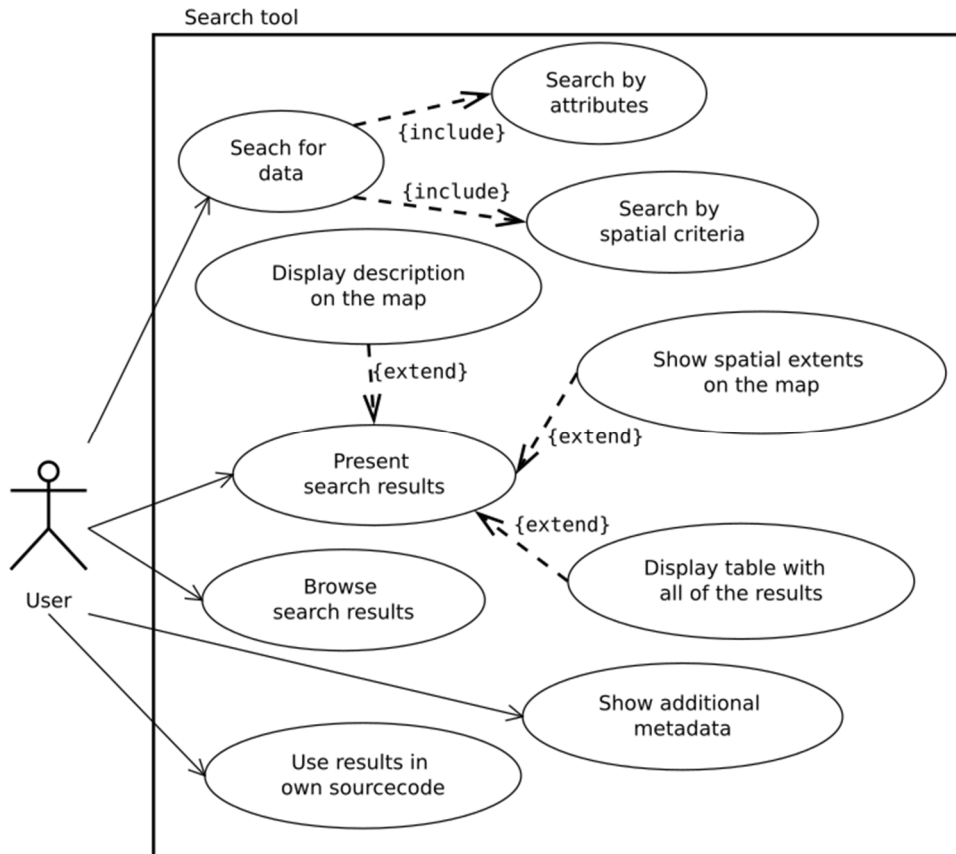 Search tool
Search by
attributes
{include}
Seach for
data
{include}
Search by
spatial criteria
Display description
on the map
{extend}
Show spatial extents
on the map
{extend}
Present
search results
{extend}
Display table with
all of the results
Browse
search results
User
Show additional
metadata
Use results in
own sourcecode